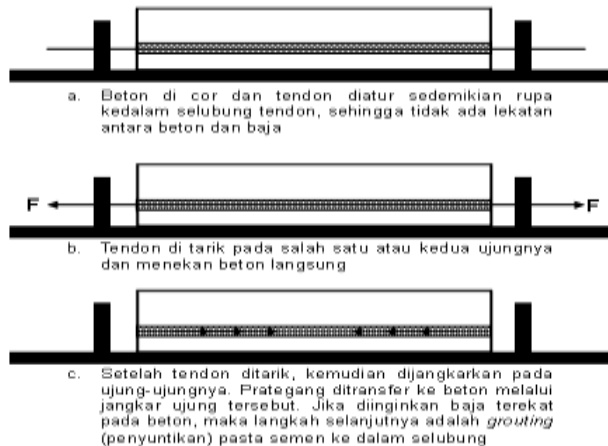 a. Beton di cor dan tendon diatur sedemikian rupa
kedalam selubung tendon, sehingga tidak ada lekatan
antara beton dan baja
F F
b. Tendon di tarik pada salah satu atau kedua ujungnya
dan menekan beton langsung
c. Setelah tendon ditarik, kemudian dijangkarkan pada
ujung-ujungnya. Prategang ditransfer ke beton melalui
jangkar ujung tersebut. Jika diinginkan baja terekat
pada beton, maka langkah selanjutnya adalah grouting
(penyuntikan) pasta semen ke dalam selubung